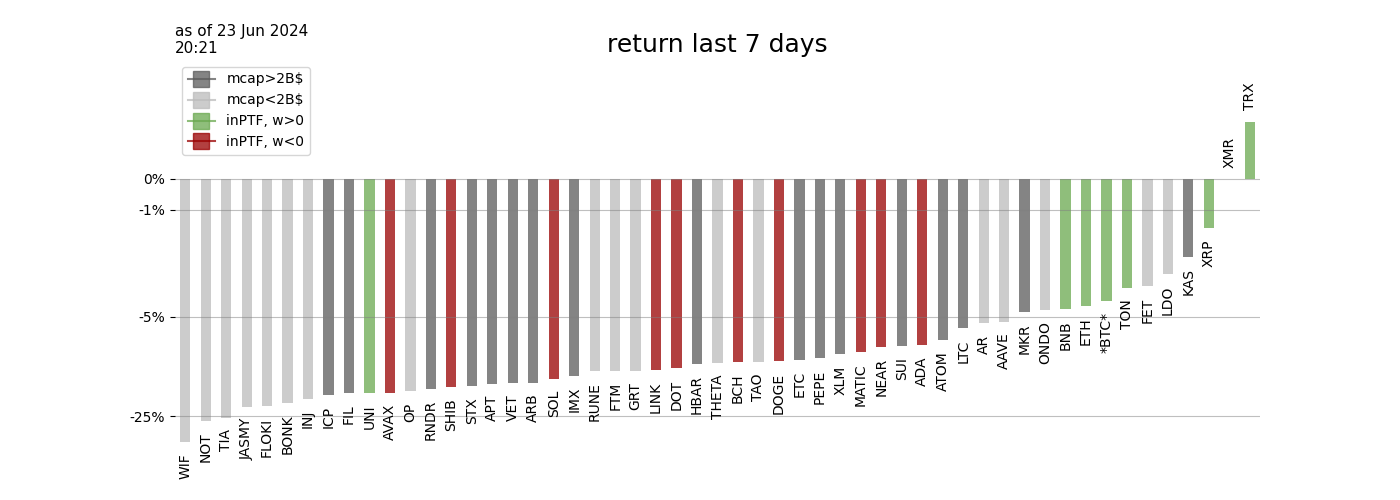 as of 23 Jun 2024
20:21
return last 7 days
mcap>2B$
mcap<2B$
inPTF, w>0
inPTF, w<0
0%
-1%
-5%
-25%
WIF
NOT
TIA
JASMY
FLOKI
BONK
INJ
ICP
FIL
UNI
AVAX
OP
RNDR
SHIB
STX
APT
VET
ARB
SOL
IMX
RUNE
FTM
GRT
LINK
DOT
HBAR
THETA
BCH
TAO
DOGE
ETC
PEPE
XLM
MATIC
NEAR
SUI
ADA
ATOM
LTC
AR
AAVE
MKR
ONDO
BNB
ETH
*BTC*
TON
FET
LDO
KAS
XRP
XMR
TRX